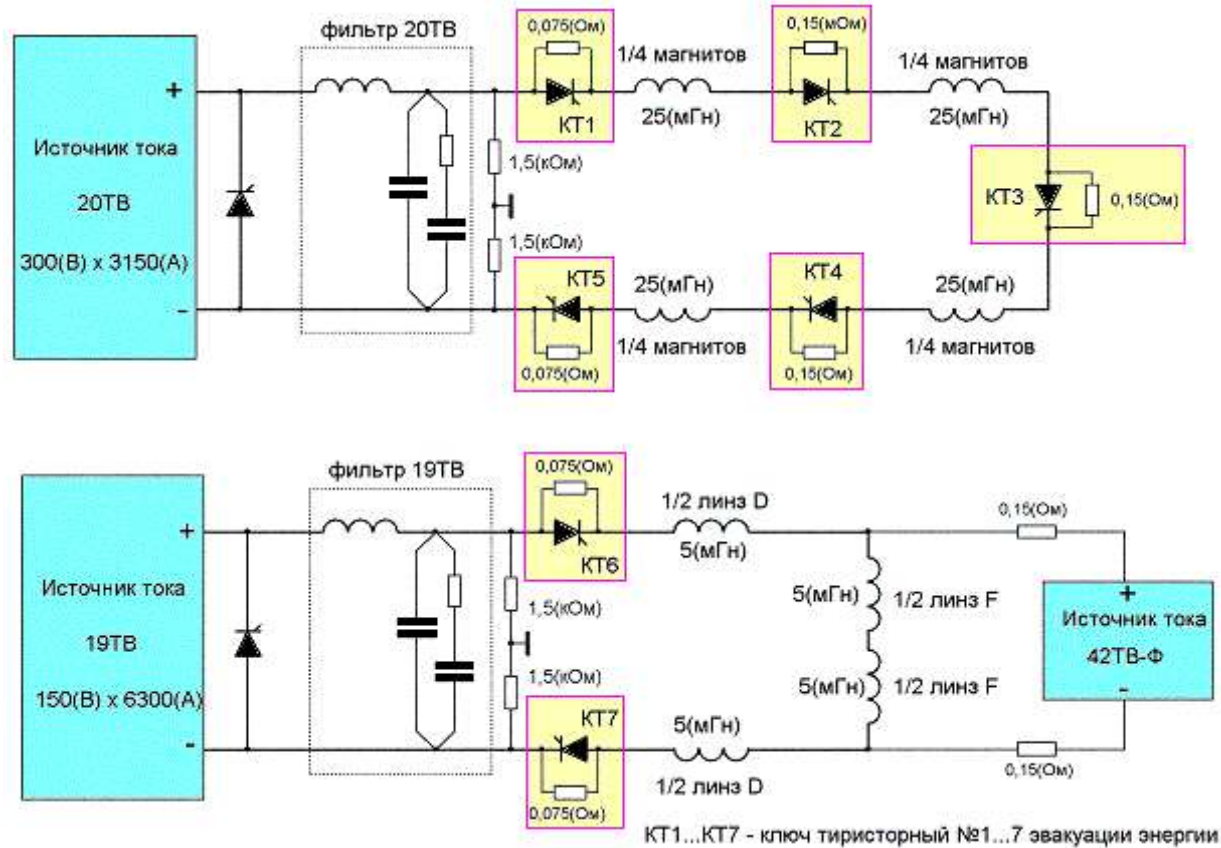 фильтр 20ТВ
0,075(Ом)
1/4 магнитов
0,15(мОм)
1/4 магнитов
+
Источник тока
20ТВ
300(В) x 3150(А)
-
КТ1
25(мГн)
КТ2
25(мГн)
1,5(кОм)
1,5(кОм)
КТ3
0,15(Ом)
КТ5
25(мГн)
КТ4
25(мГн)
0,075(Ом)
1/4 магнитов
0,15(Ом)
1/4 магнитов
фильтр 19ТВ
0,075(Ом)
1/2 линз D
0,15(Ом)
+
Источник тока
19ТВ
150(В) x 6300(А)
-
КТ6
5(мГн)
1,5(кОм)
1,5(кОм)
5(мГн)
1/2 линз F
5(мГн)
1/2 линз F
+
Источник тока
42ТВ-Ф
-
КТ7
5(мГн)
0,075(Ом)
1/2 линз D
0,15(Ом)
КТ1...КТ7 - ключ тиристорный №1...7 эвакуации энергии